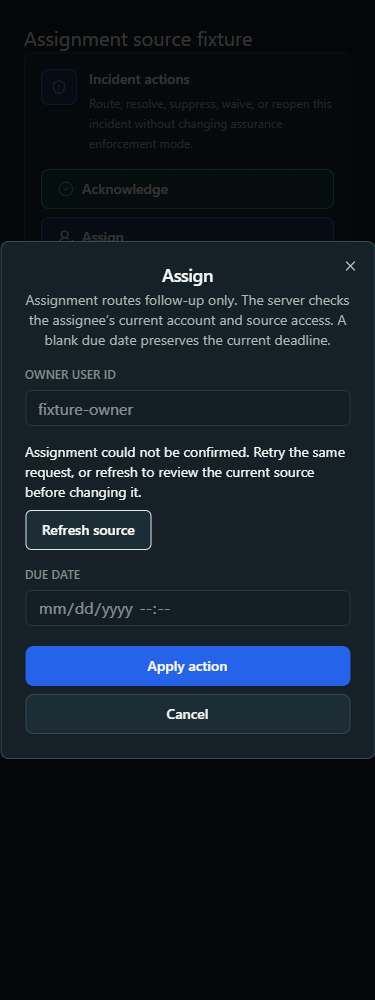 Assignment source fixture
Incident actions
Route, resolve, suppress, waive, or reopen this
incident without changing assurance
enforcement mode.
Acknowledge
Assign
Assign
Assignment routes follow-up only. The server checks
the assignee’s current account and source access. A
blank due date preserves the current deadline.
OWNER USER ID
fixture-owner
Assignment could not be confirmed. Retry the same
request, or refresh to review the current source
before changing it.
Refresh source
DUE DATE
mm/dd/yyyy --:--
Apply action
Cancel